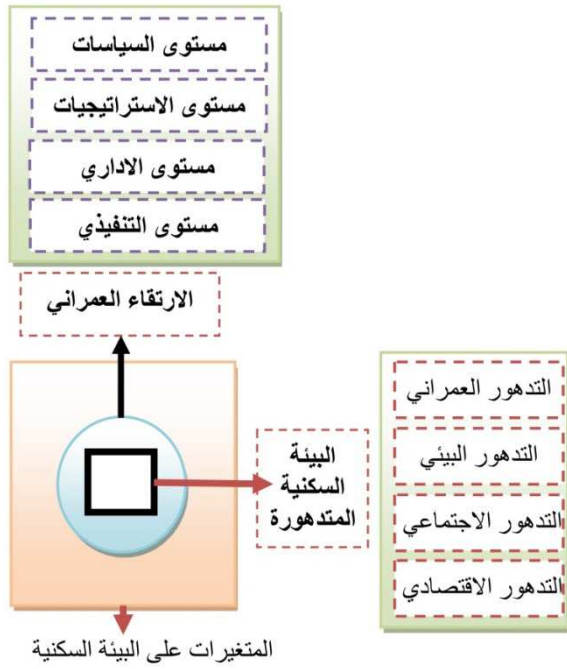 مستوى السياسات
مستوى الاستراتيجيات
مستوى الاداري
مستوى التنفيذي
الارتقاء العمراني
البيئة
السكنية
المتدهورة
التدهور العمراني
التدهور البيئي
التدهور الاجتماعي
التدهور الاقتصادي
المتغيرات على البيئة السكنية